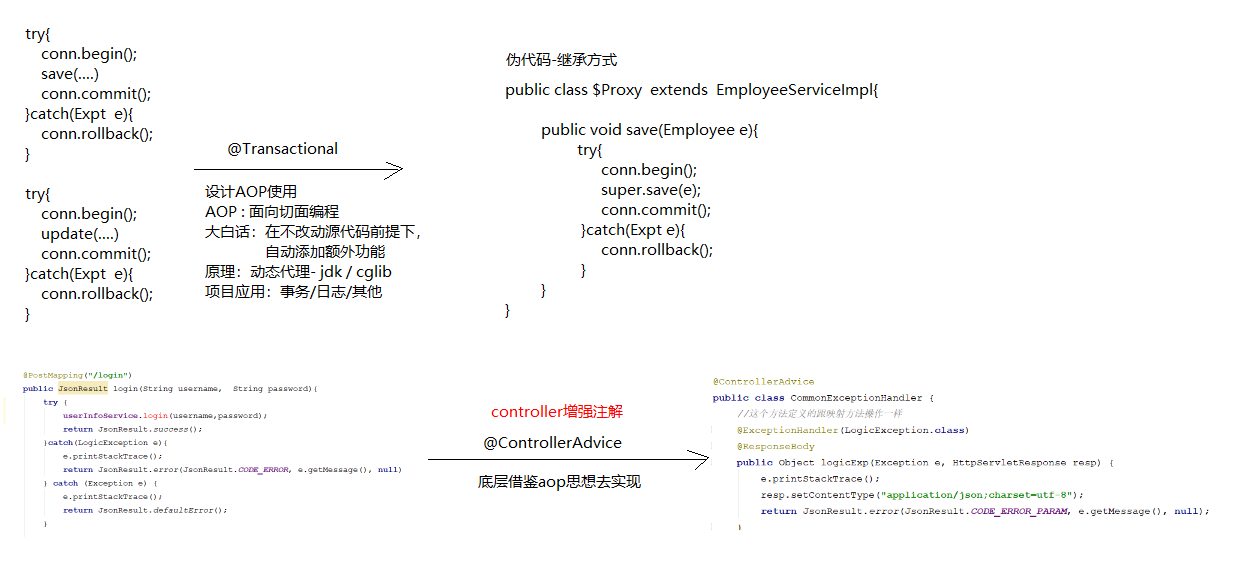 try{
conn.begin();
save(....)
conn.commit();
}catch(Expt  e){
conn.rollback();
}
try{
conn.begin();
update(....)
conn.commit();
}catch(Expt  e){
conn.rollback();
}
@Transactional
设计AOP使用
AOP : 面向切面编程
大白话：在不改动源代码前提下，
自动添加额外功能
原理：动态代理- jdk / cglib
项目应用：事务/日志/其他
伪代码-继承方式
public class $Proxy  extends  EmployeeServiceImpl{
public void save(Employee e){
try{
conn.begin();
super.save(e);
conn.commit();
}catch(Expt e){
conn.rollback();
}
}
}
@PostMapping("/login")
public JsonResult login(String username,  String password){
try {
userInfoService.login(username,password);
return JsonResult.success();
}catch(LogicException e){
e.printStackTrace();
return JsonResult.error(JsonResult.CODE_ERROR, e.getMessage(), null)
} catch (Exception e) {
e.printStackTrace();
return JsonResult.defaultError();
}
controller增强注解
@ControllerAdvice
底层借鉴aop思想去实现
@ControllerAdvice
public class CommonExceptionHandler {
//这个方法定义的跟映射方法操作一样
@ExceptionHandler(LogicException.class)
@ResponseBody
public Object logicExp(Exception e, HttpServletResponse resp) {
e.printStackTrace();
resp.setContentType("application/json;charset=utf-8");
return JsonResult.error(JsonResult.CODE_ERROR_PARAM, e.getMessage(), null);
}